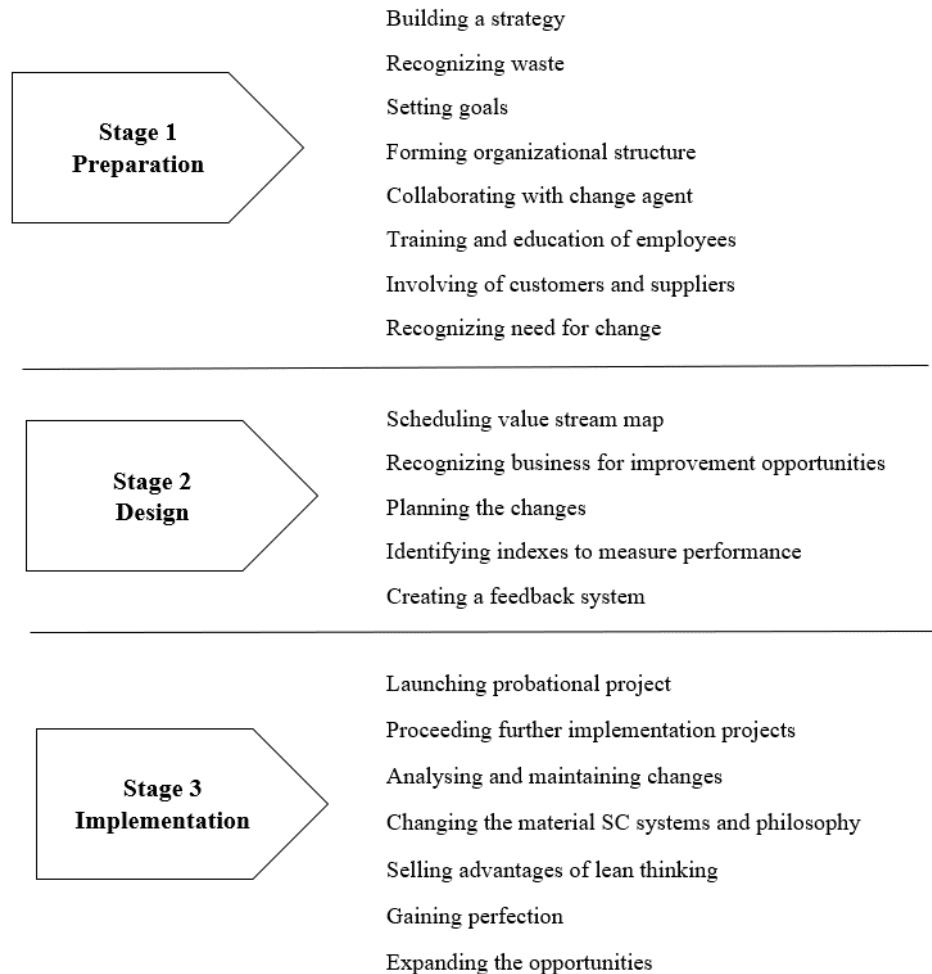 Stage 1
Preparation
Building a strategy
Recognizing waste
Setting goals
Forming organizational structure
Collaborating with change agent
Training and education of employees
Involving of customers and suppliers
Recognizing need for change
Stage 2
Design
Scheduling value stream map
Recognizing business for improvement opportunities
Planning the changes
Identifying indexes to measure performance
Creating a feedback system
Stage 3
Implementation
Launching probational project
Proceeding further implementation projects
Analysing and maintaining changes
Changing the material SC systems and philosophy
Selling advantages of lean thinking
Gaining perfection
Expanding the opportunities